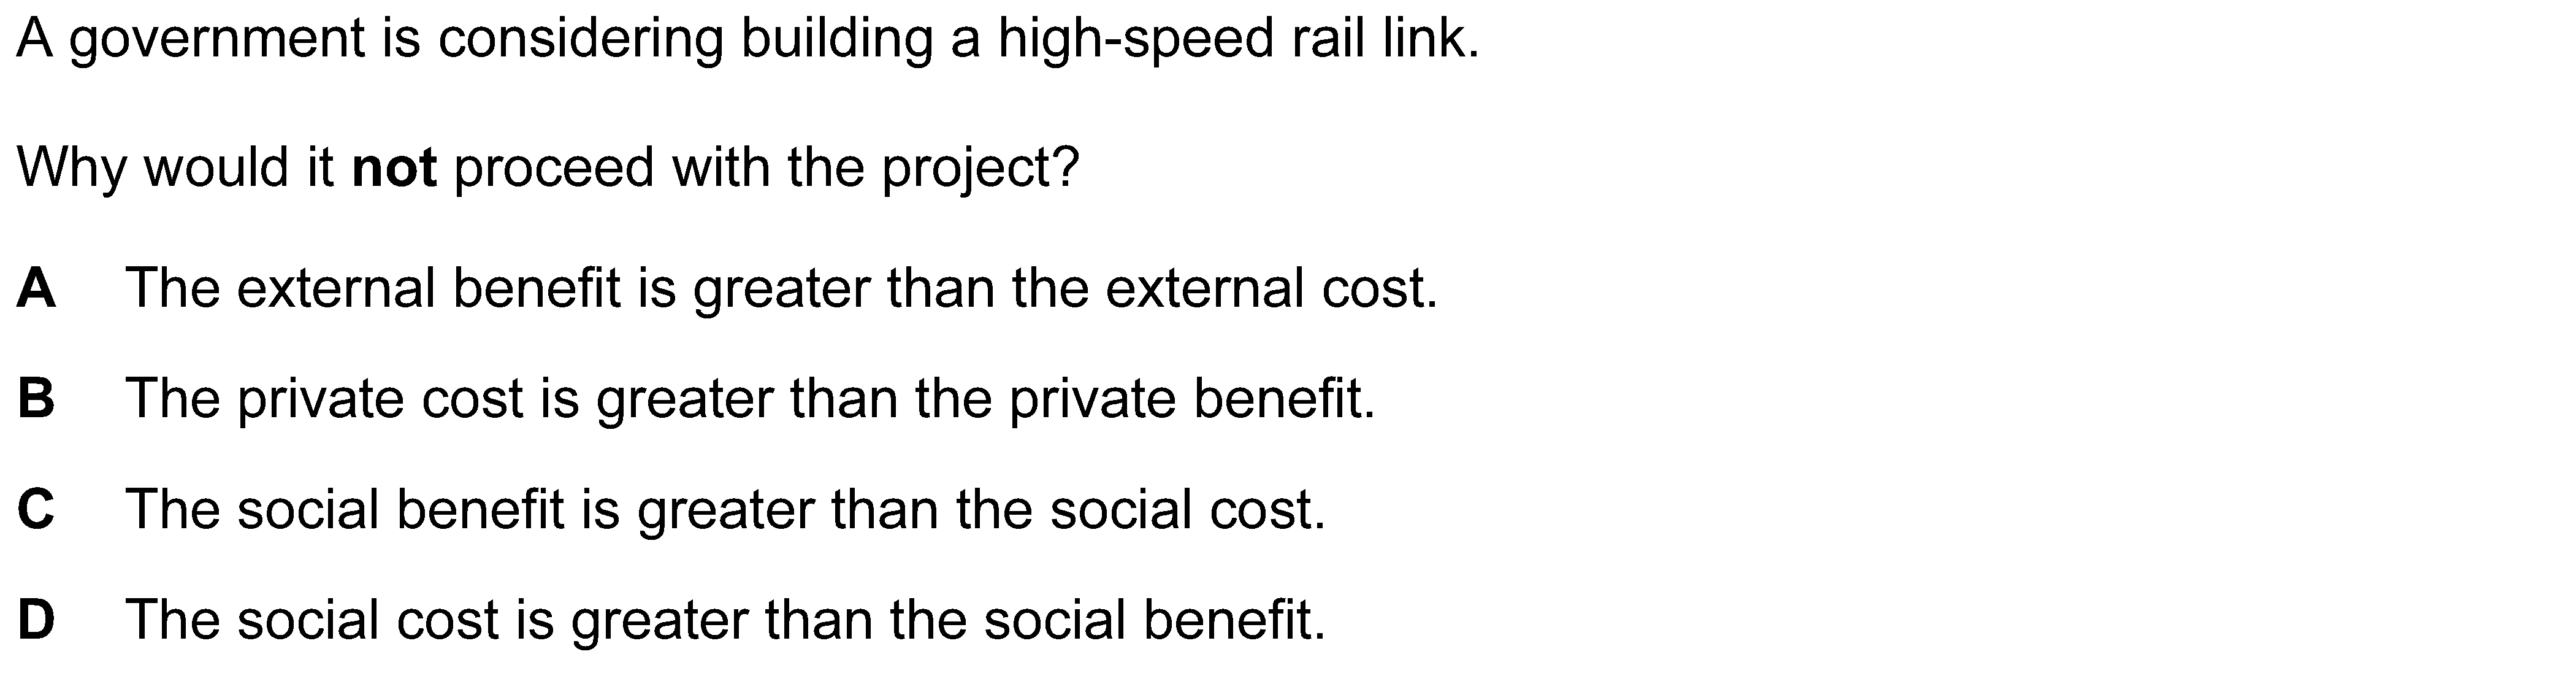 A government is considering building a high-speed rail link.
Why would it not proceed with the project?
A The external benefit is greater than the external cost.
B The private cost is greater than the private benefit.
C The social benefit is greater than the social cost.
D The social cost is greater than the social benefit.